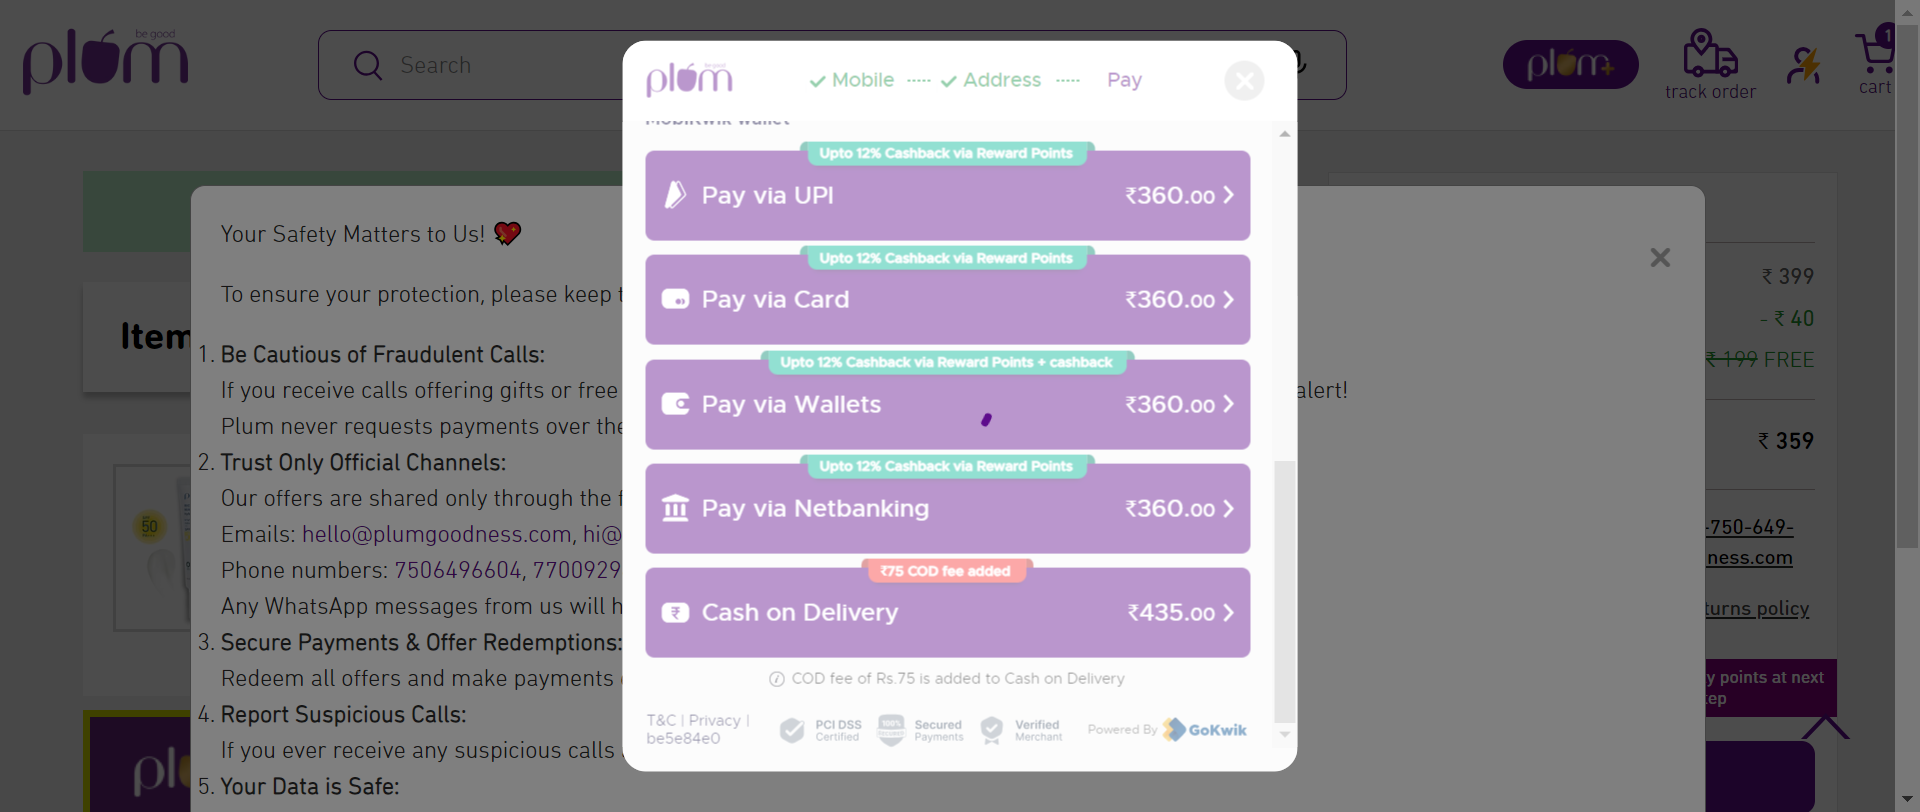 plum
be good
Search
plum+
track order
1
cart
plum
be good
Mobile
Address
Pay
MobiKwik wallet
Upto 12% Cashback via Reward Points
Pay via UPI ₹360.00
Upto 12% Cashback via Reward Points
Pay via Card ₹360.00
Upto 12% Cashback via Reward Points + cashback
Pay via Wallets ₹360.00
Upto 12% Cashback via Reward Points
Pay via Netbanking ₹360.00
₹75 COD fee added
Cash on Delivery ₹435.00
COD fee of Rs.75 is added to Cash on Delivery
T&C | Privacy |
be5e84e0
PCI DSS
Certified
100%
Secured
Payments
Verified
Merchant
Powered By GoKwik
Your Safety Matters to Us! 💖
To ensure your protection, please keep
1. Be Cautious of Fraudulent Calls:
If you receive calls offering gifts or free
alert!
Plum never requests payments over the
2. Trust Only Official Channels:
Our offers are shared only through the
Emails: hello@plumgoodness.com, hi@
Phone numbers: 7506496604, 7700929
Any WhatsApp messages from us will
3. Secure Payments & Offer Redemptions:
Redeem all offers and make payments
4. Report Suspicious Calls:
If you ever receive any suspicious calls
5. Your Data is Safe:
Item
50
₹ 399
- ₹ 40
₹ 199 FREE
₹ 359
-750-649-
ness.com
turns policy
y points at next
tep